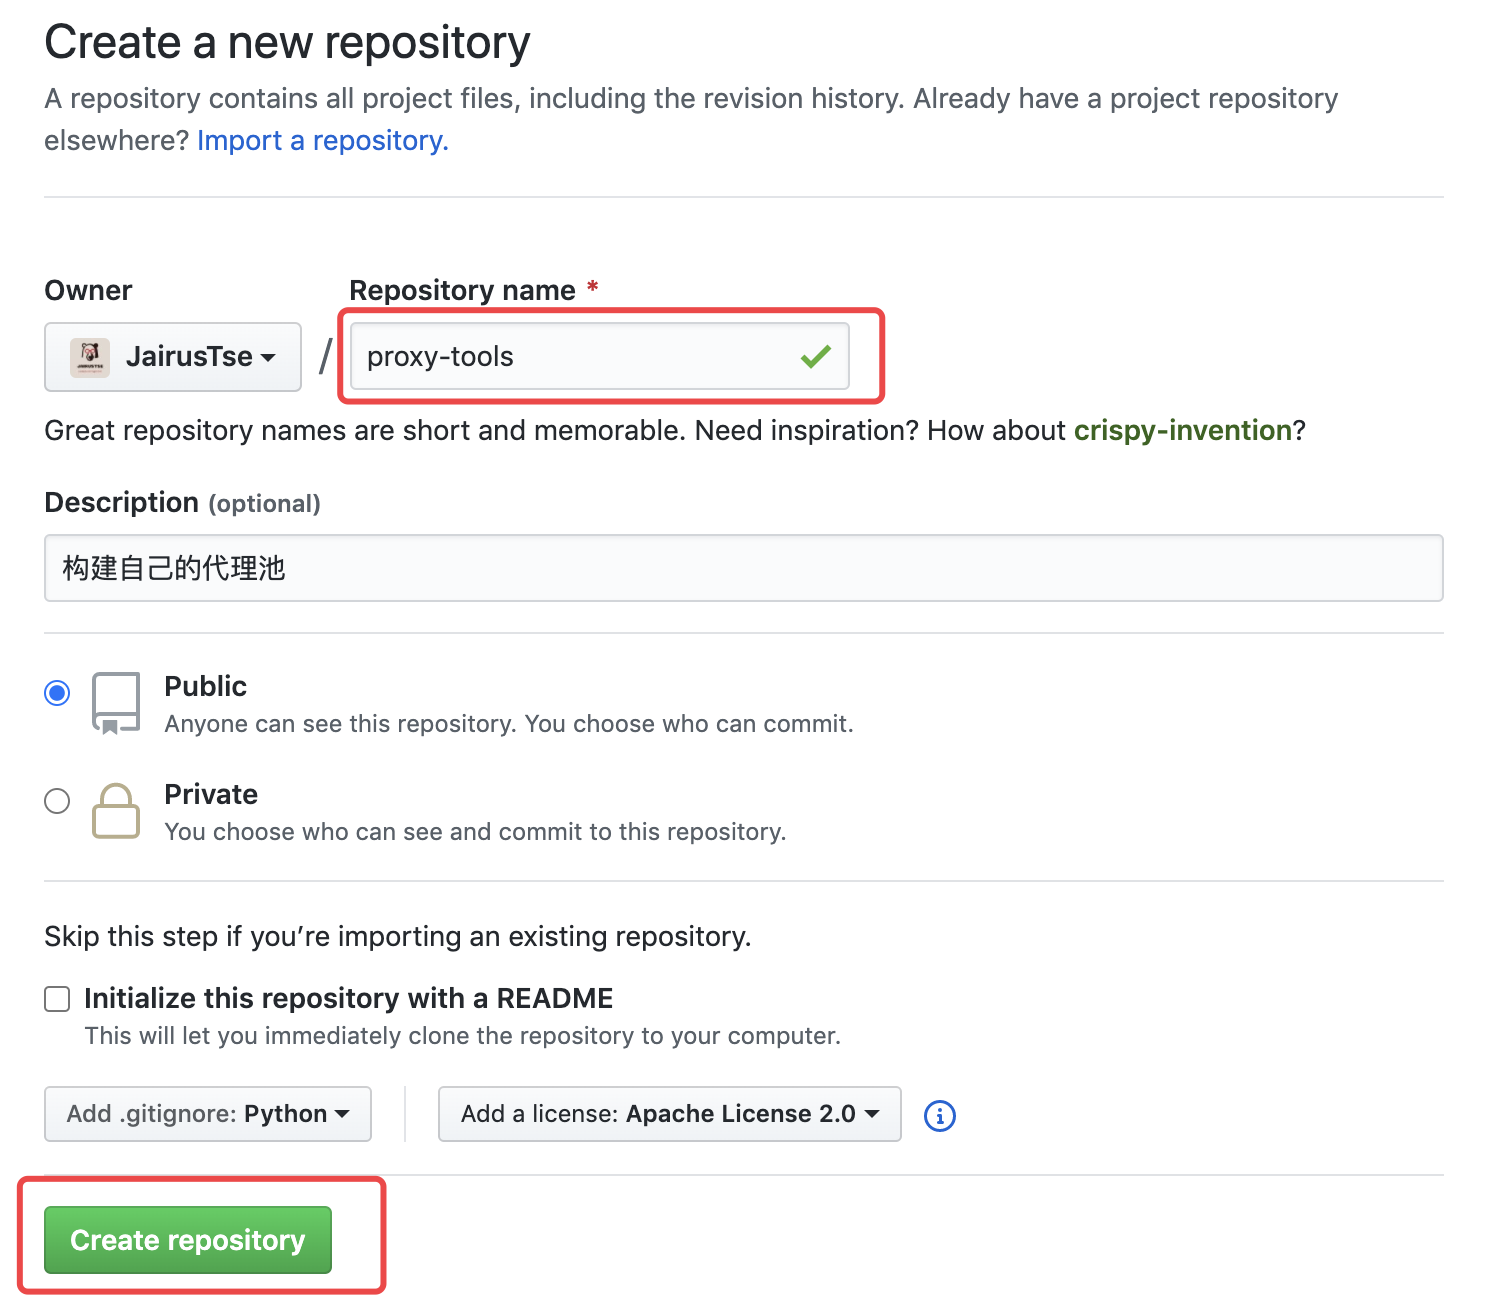 Create a new repository
A repository contains all project files, including the revision history. Already have a project repository
elsewhere? Import a repository.
Owner
Repository name *
JairusTse
/
proxy-tools
Great repository names are short and memorable. Need inspiration? How about crispy-invention?
Description (optional)
构建自己的代理池
Public
Anyone can see this repository. You choose who can commit.
Private
You choose who can see and commit to this repository.
Skip this step if you’re importing an existing repository.
Initialize this repository with a README
This will let you immediately clone the repository to your computer.
Add .gitignore: Python
Add a license: Apache License 2.0
Create repository